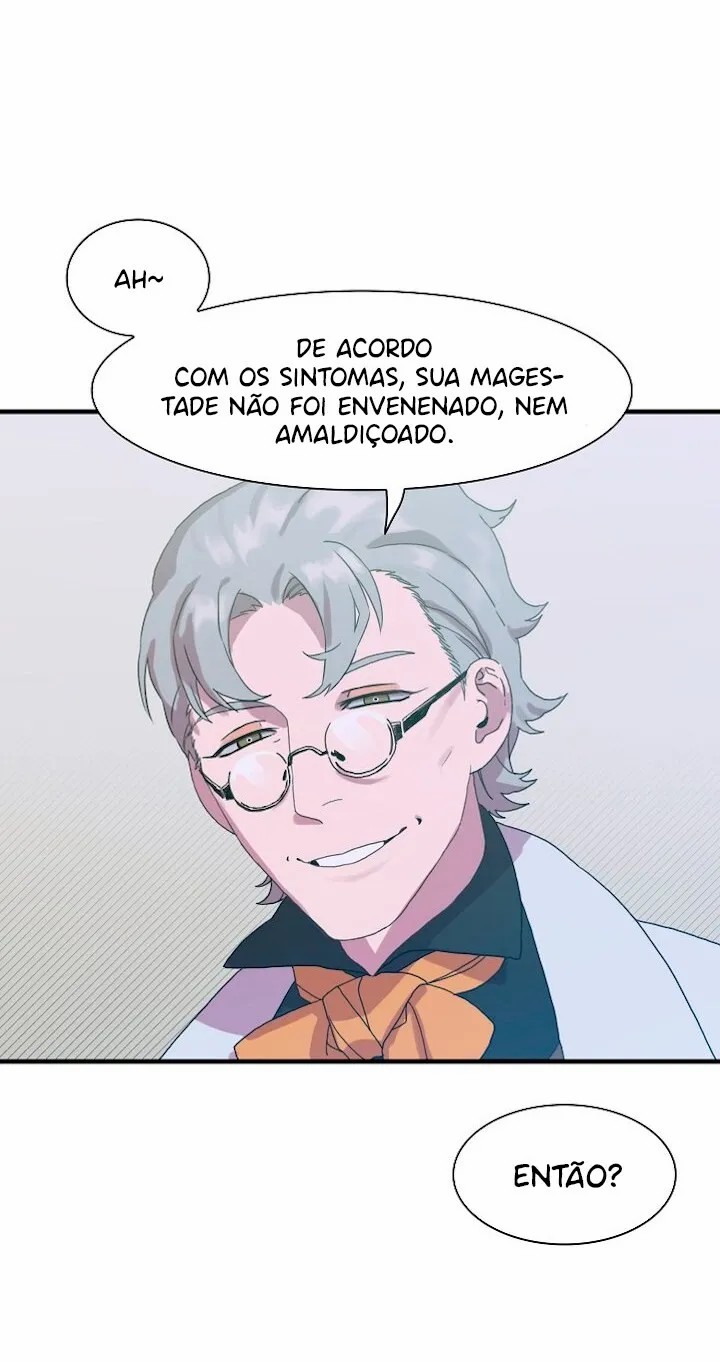 AH~
DE ACORDO
COM OS SINTOMAS, SUA MAGES-
TADE NÃO FOI ENVENENADO, NEM
AMALDIÇOADO.
ENTÃO?